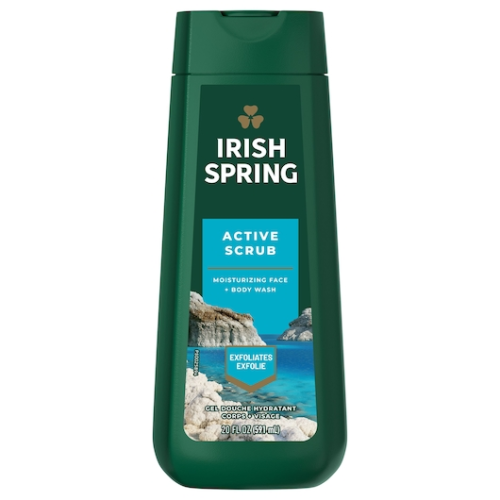 IRISH
SPRING
ACTIVE
SCRUB
MOISTURIZING FACE
+ BODY WASH
EXFOLIATES
EXFOLIE
GEL DOUCHE HYDRATANT
CORPS + VISAGE
20 FL OZ (591 mL)